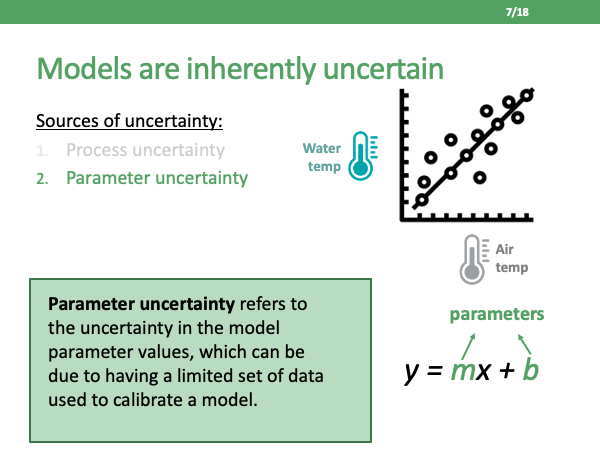 7/18
Models are inherently uncertain
Sources of uncertainty:
1. Process uncertainty
2. Parameter uncertainty
Water
temp
Air
temp
Parameter uncertainty refers to
the uncertainty in the model
parameter values, which can be
due to having a limited set of data
used to calibrate a model.
parameters
y = mx + b